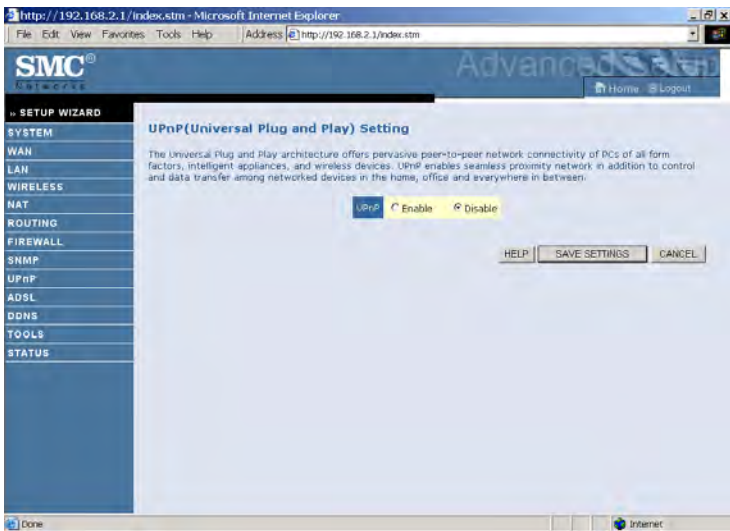 http://192.168.2.1/index.stm - Microsoft Internet Explorer
File Edit View Favorites Tools Help Address http://192.168.2.1/index.stm
SMC®
Networks
Advanced Setup
Home Logout
» SETUP WIZARD
SYSTEM
WAN
LAN
WIRELESS
NAT
ROUTING
FIREWALL
SNMP
UPnP
ADSL
DDNS
TOOLS
STATUS
UPnP(Universal Plug and Play) Setting
The Universal Plug and Play architecture offers pervasive peer-to-peer network connectivity of PCs of all form
factors, intelligent appliances, and wireless devices. UPnP enables seamless proximity network in addition to control
and data transfer among networked devices in the home, office and everywhere in between.
UPnP Enable Disable
HELP SAVE SETTINGS CANCEL
Done Internet